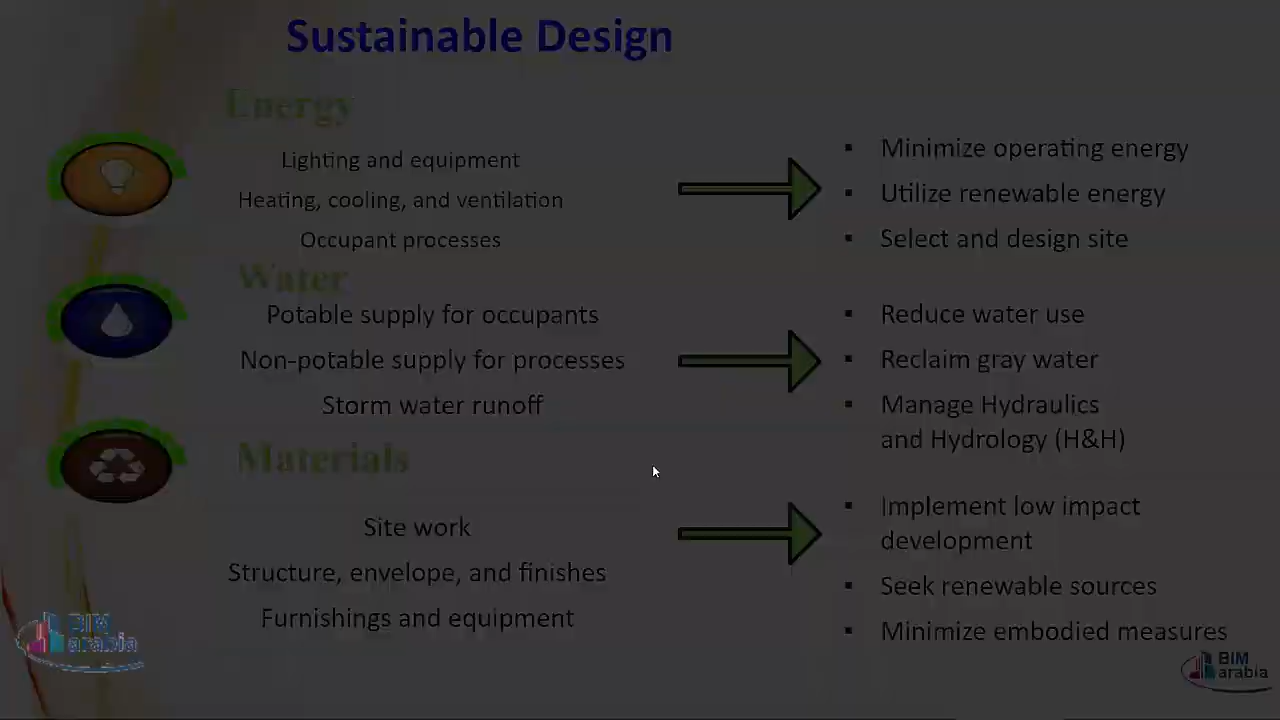 Sustainable Design
Energy
Lighting and equipment
Heating, cooling, and ventilation
Occupant processes
Minimize operating energy
Utilize renewable energy
Select and design site
Water
Potable supply for occupants
Non-potable supply for processes
Storm water runoff
Reduce water use
Reclaim gray water
Manage Hydraulics
and Hydrology (H&H)
Materials
Site work
Structure, envelope, and finishes
Furnishings and equipment
Implement low impact
development
Seek renewable sources
Minimize embodied measures
BIM
arabia
BIM
arabia